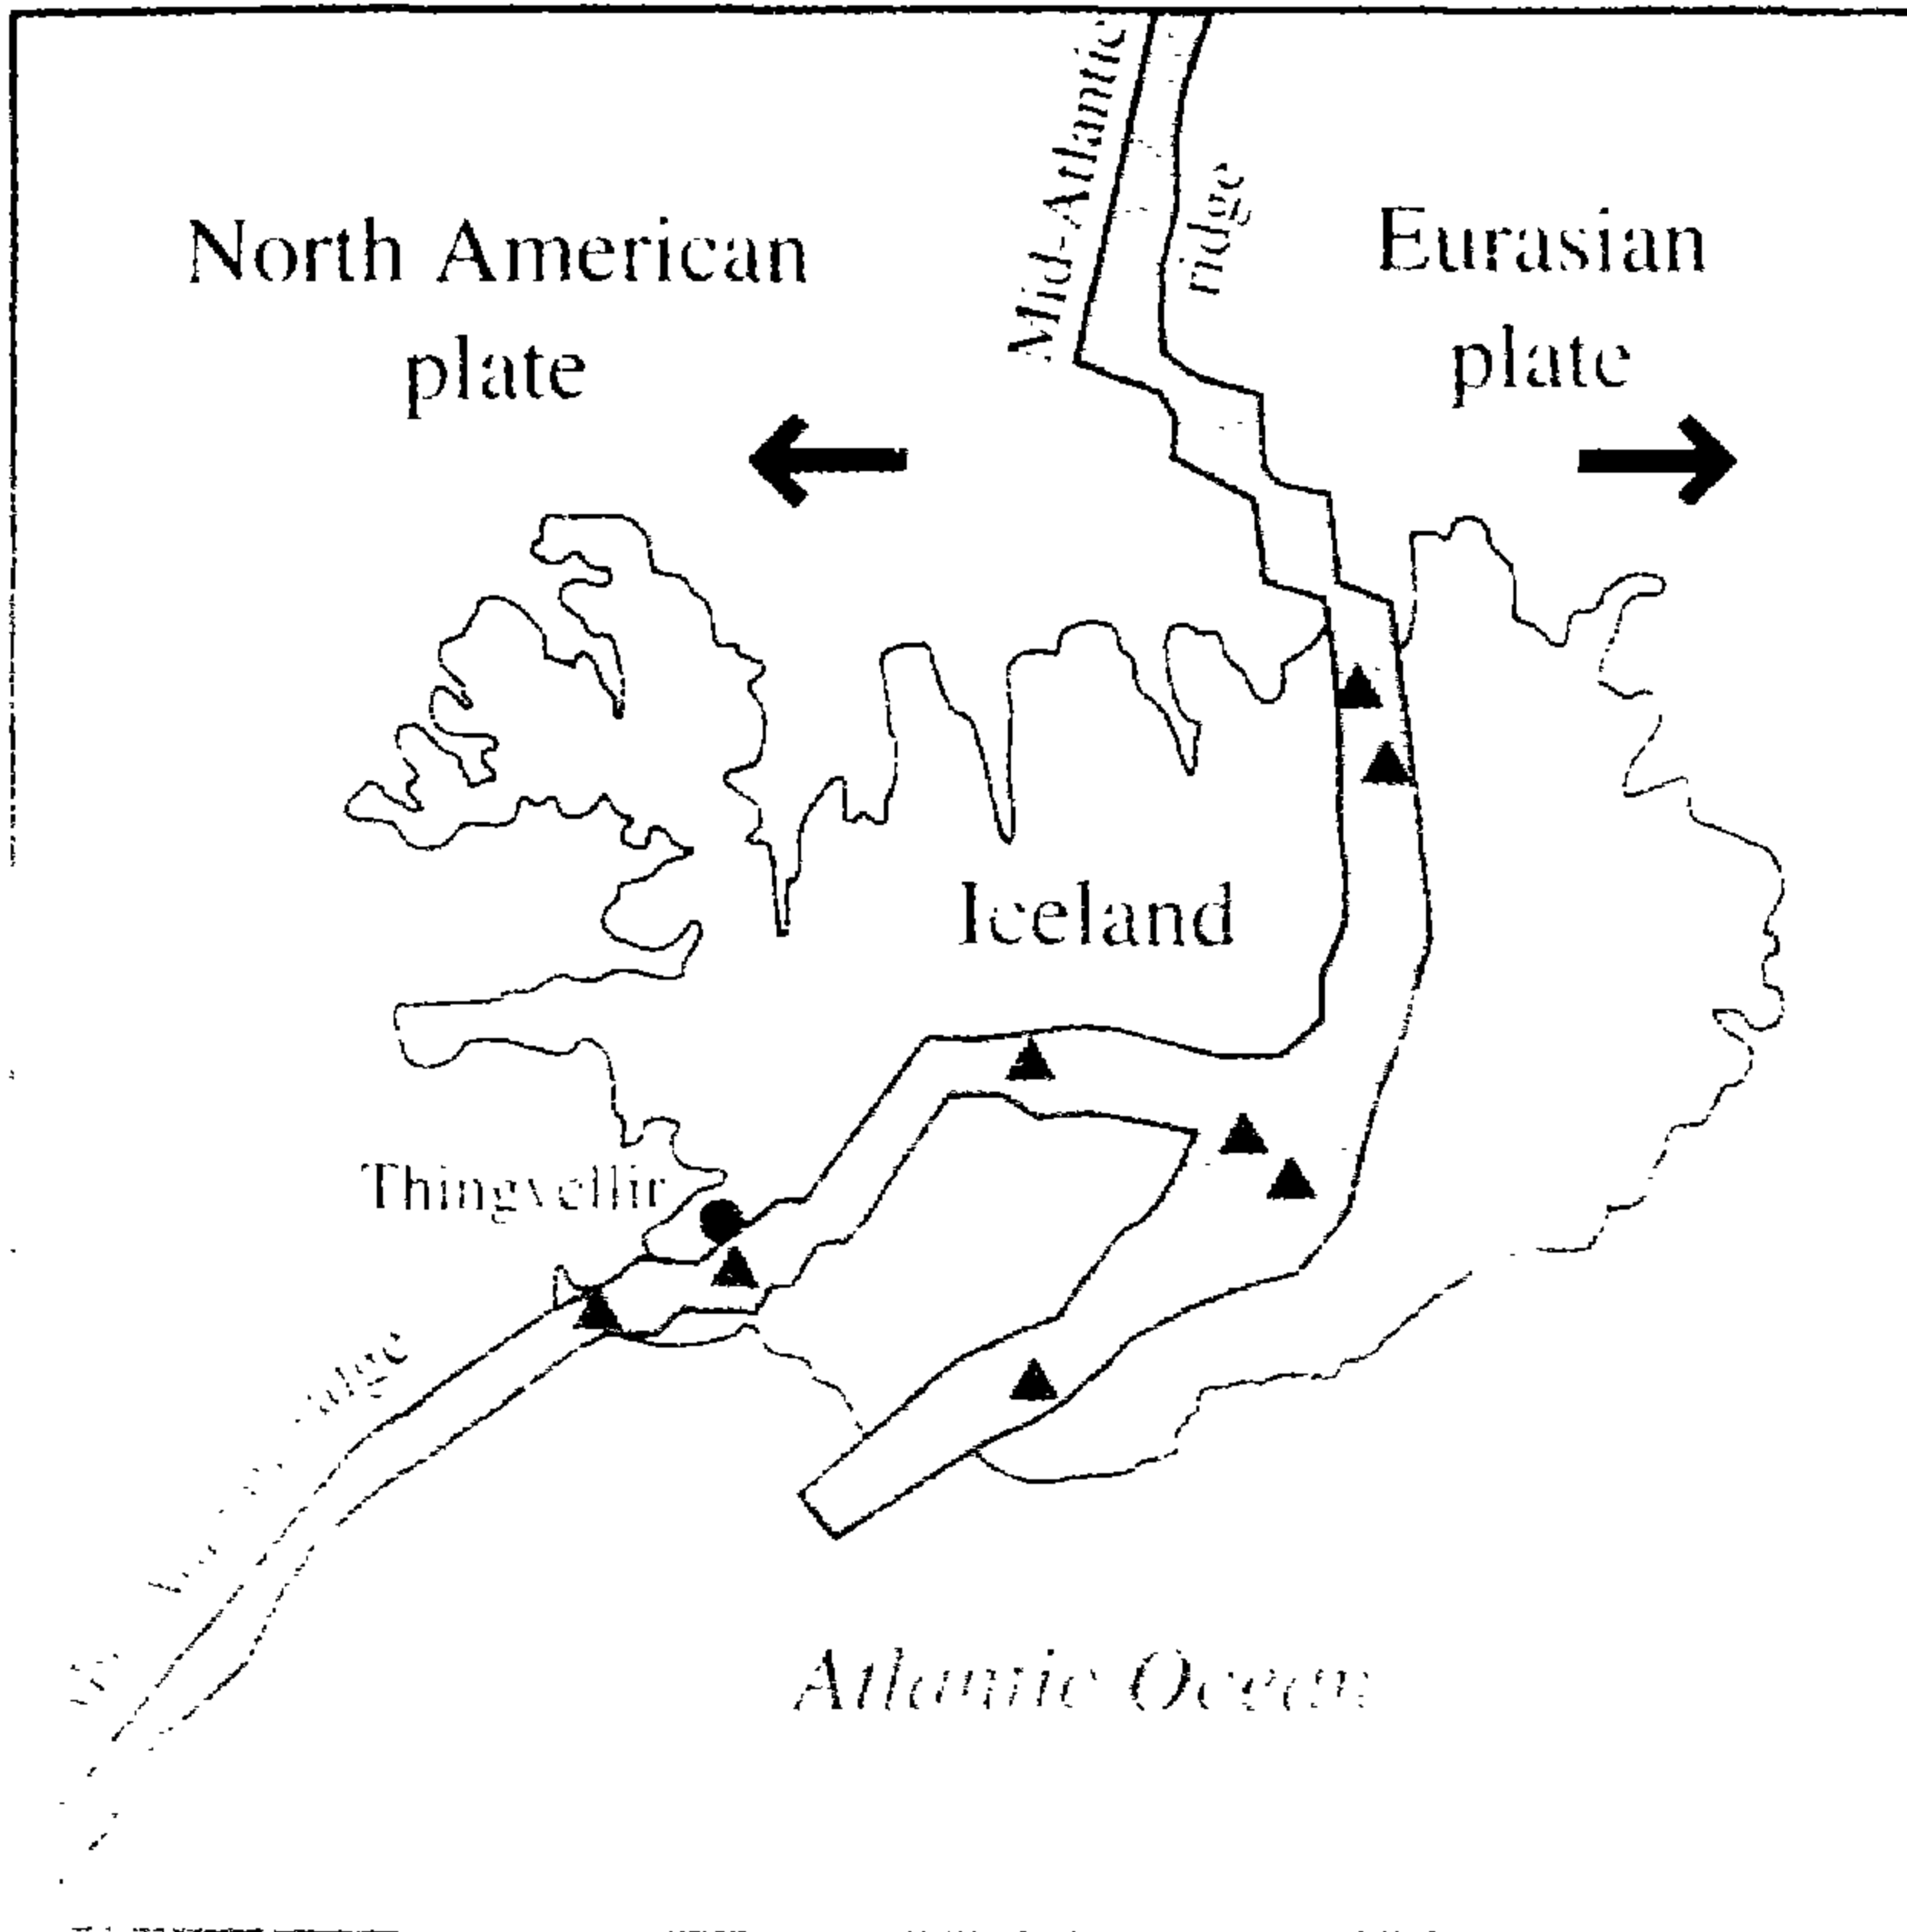 Mid-Atlantic
ridge
North American
plate
Eurasian
plate
Iceland
Thingvellir
Atlantic Ocean